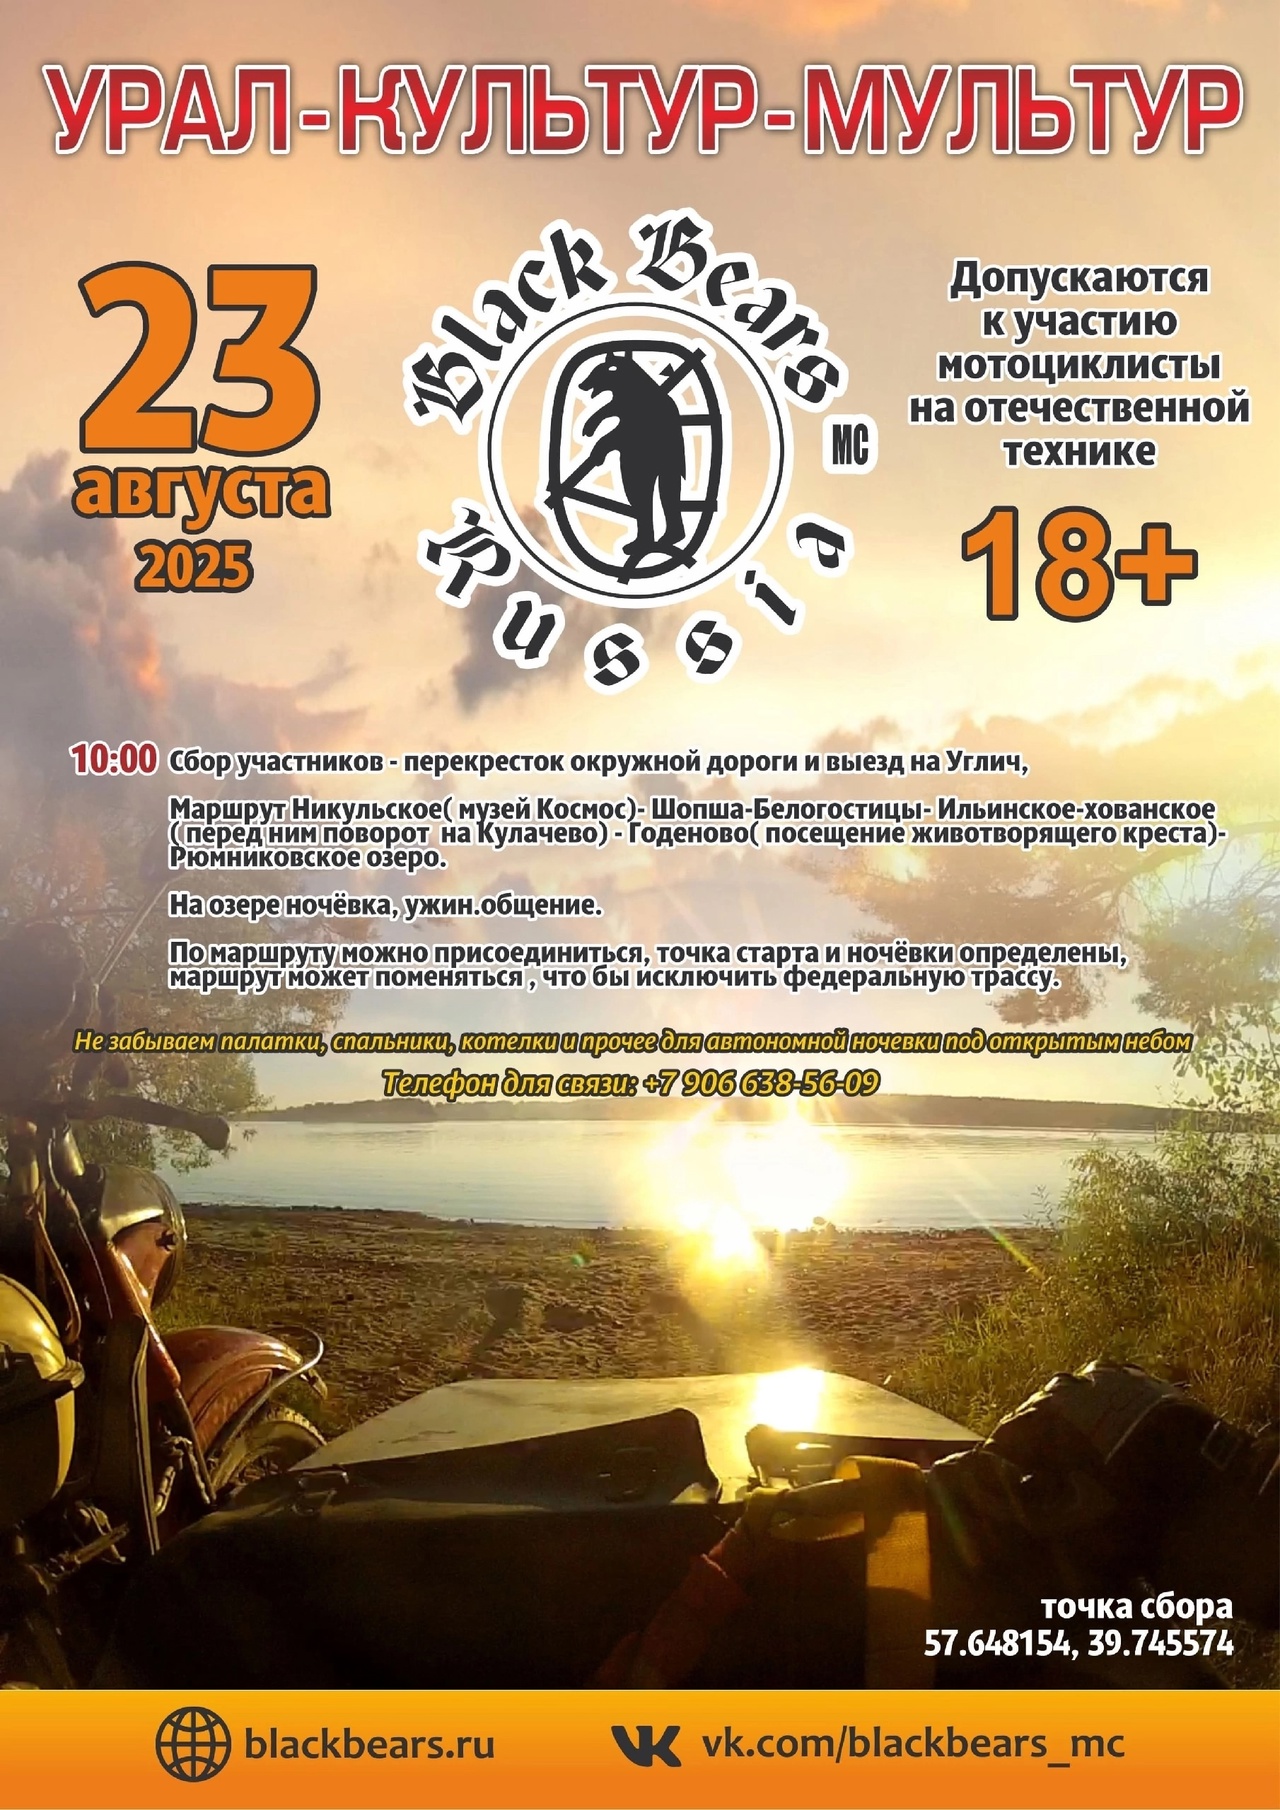 УРАЛ-КУЛЬТУР-МУЛЬТУР
23
августа
2025
Black Bears
MC
Russia
Допускаются
к участию
мотоциклисты
на отечественной
технике
18+
10:00 Сбор участников - перекресток окружной дороги и выезд на Углич,
Маршрут Никульское( музей Космос)- Шопша-Белогостицы- Ильинское-хованское
( перед ним поворот на Кулачево) - Годеново( посещение животворящего креста)-
Рюмниковское озеро.
На озере ночёвка, ужин.общение.
По маршруту можно присоединиться, точка старта и ночёвки определены,
маршрут может поменяться , что бы исключить федеральную трассу.
Не забываем палатки, спальники, котелки и прочее для автономной ночевки под открытым небом
Телефон для связи: +7 906 638-56-09
точка сбора
57.648154, 39.745574
blackbears.ru
vk.com/blackbears_mc